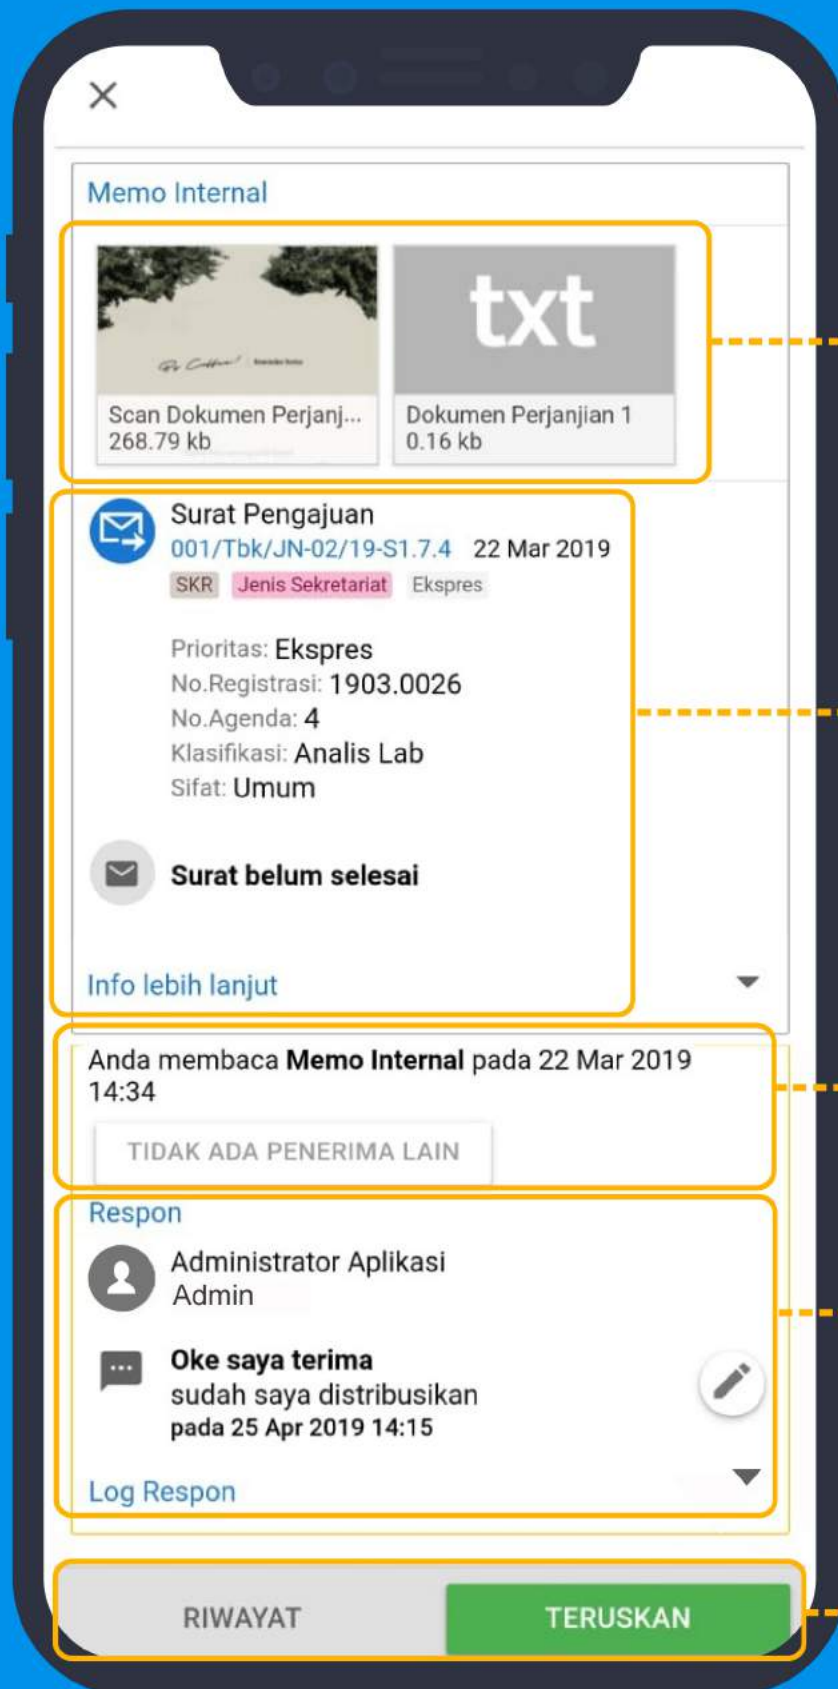 Memo Internal
txt
Scan Dokumen Perjanj...
268.79 kb
Dokumen Perjanjian 1
0.16 kb
Surat Pengajuan
001/Tbk/JN-02/19-S1.7.4 22 Mar 2019
SKR Jenis Sekretariat Ekspres
Prioritas: Ekspres
No.Registrasi: 1903.0026
No.Agenda: 4
Klasifikasi: Analis Lab
Sifat: Umum
Surat belum selesai
Info lebih lanjut
Anda membaca Memo Internal pada 22 Mar 2019
14:34
TIDAK ADA PENERIMA LAIN
Respon
Administrator Aplikasi
Admin
Oke saya terima
sudah saya distribusikan
pada 25 Apr 2019 14:15
Log Respon
RIWAYAT TERUSKAN